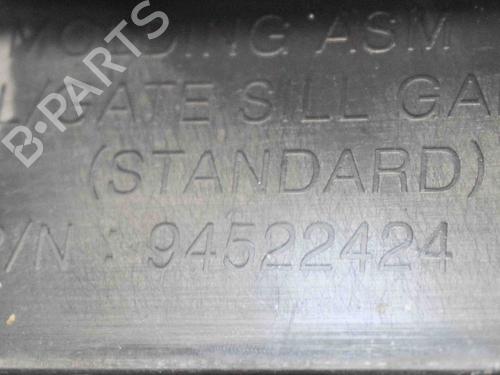 MOLDING ASM
L/GATE SILL GA
(STANDARD)
P/N : 94522424
B-PARTS